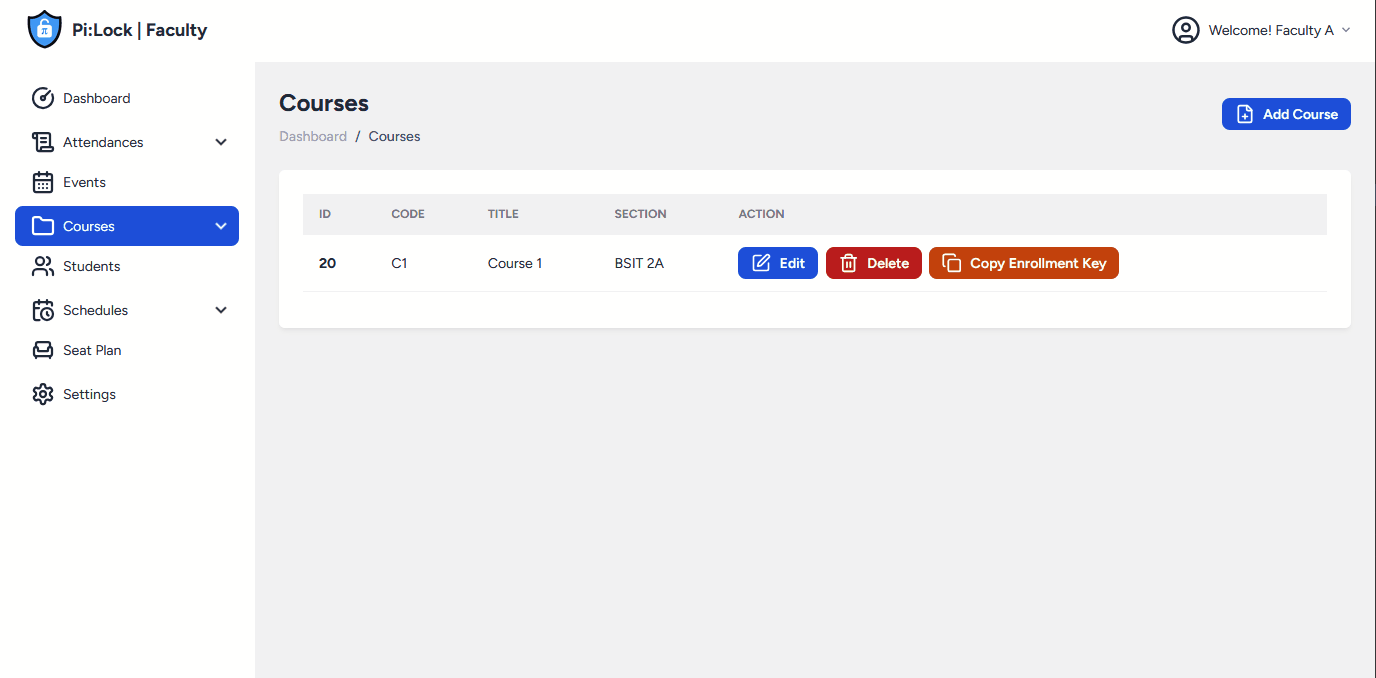 Pi:Lock | Faculty
Welcome! Faculty A
Dashboard
Attendances
Events
Courses
Students
Schedules
Seat Plan
Settings
Courses
Dashboard / Courses
Add Course
ID CODE TITLE SECTION ACTION
20 C1 Course 1 BSIT 2A Edit Delete Copy Enrollment Key